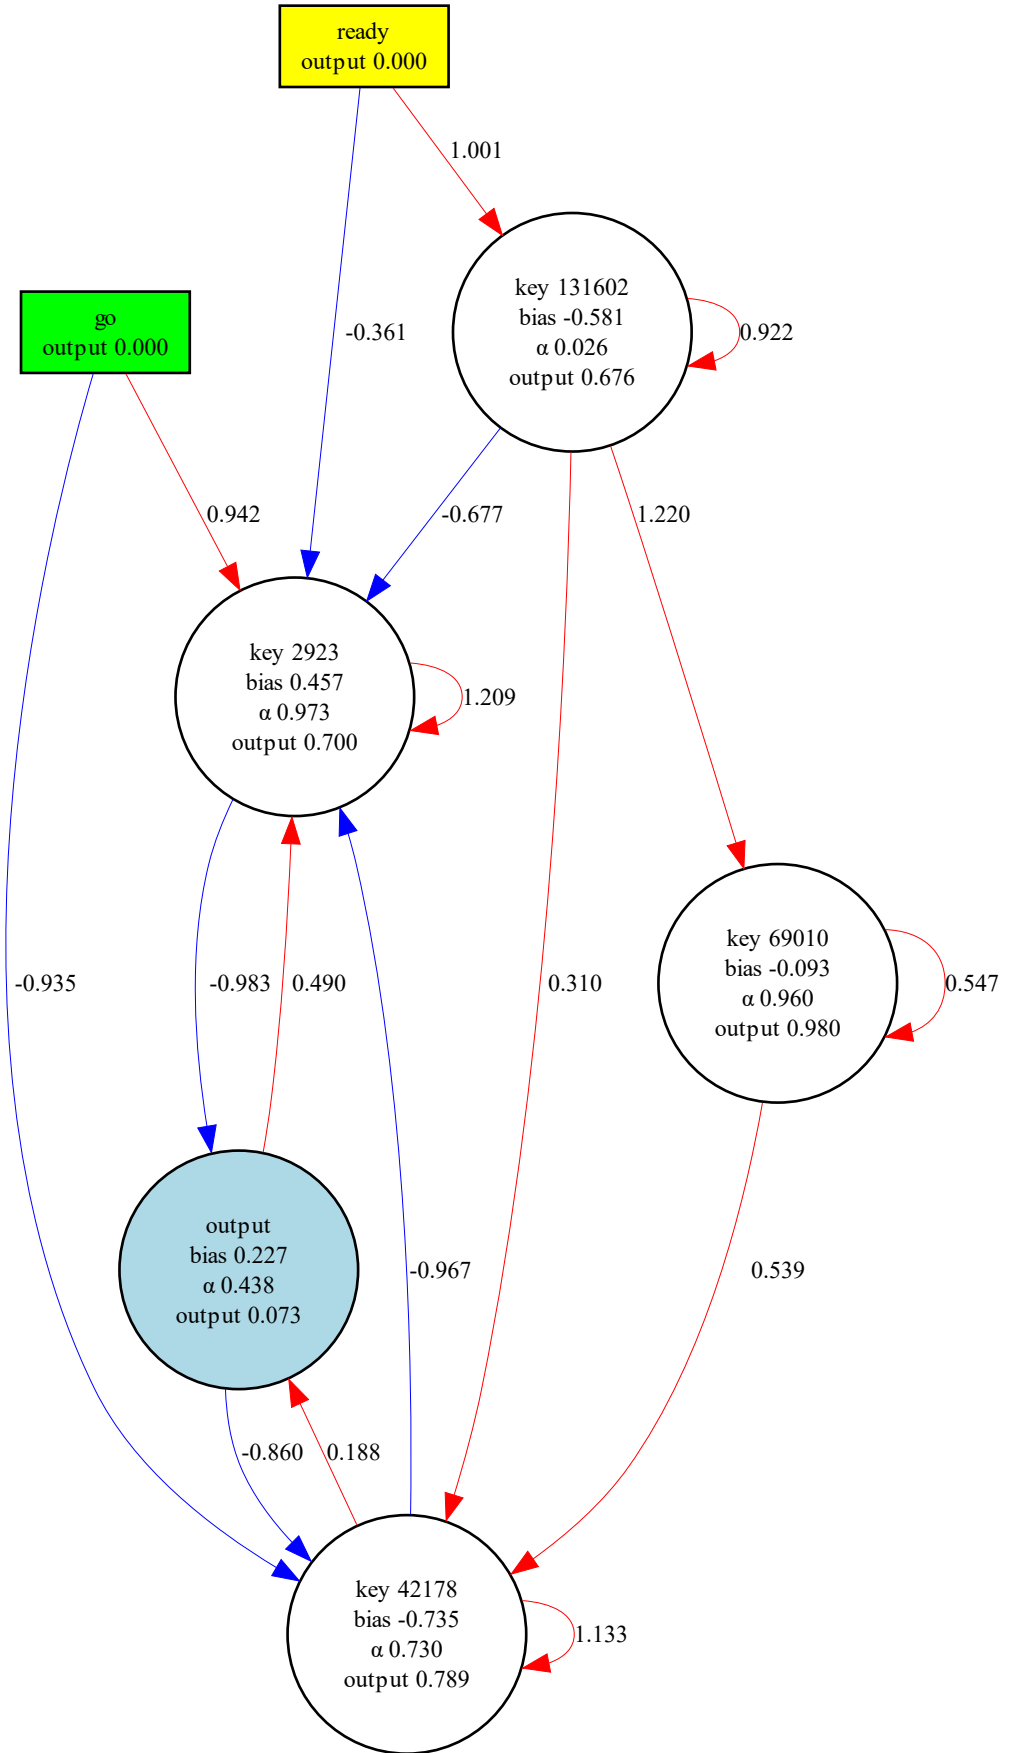 ready
output 0.000
1.001
key 131602
bias -0.581
α 0.026
output 0.676
0.922
go
output 0.000
-0.361
0.942
-0.677
1.220
key 2923
bias 0.457
α 0.973
output 0.700
1.209
key 69010
bias -0.093
α 0.960
output 0.980
0.547
-0.935
-0.983
0.490
0.310
output
bias 0.227
α 0.438
output 0.073
-0.967
0.539
-0.860
0.188
key 42178
bias -0.735
α 0.730
output 0.789
1.133